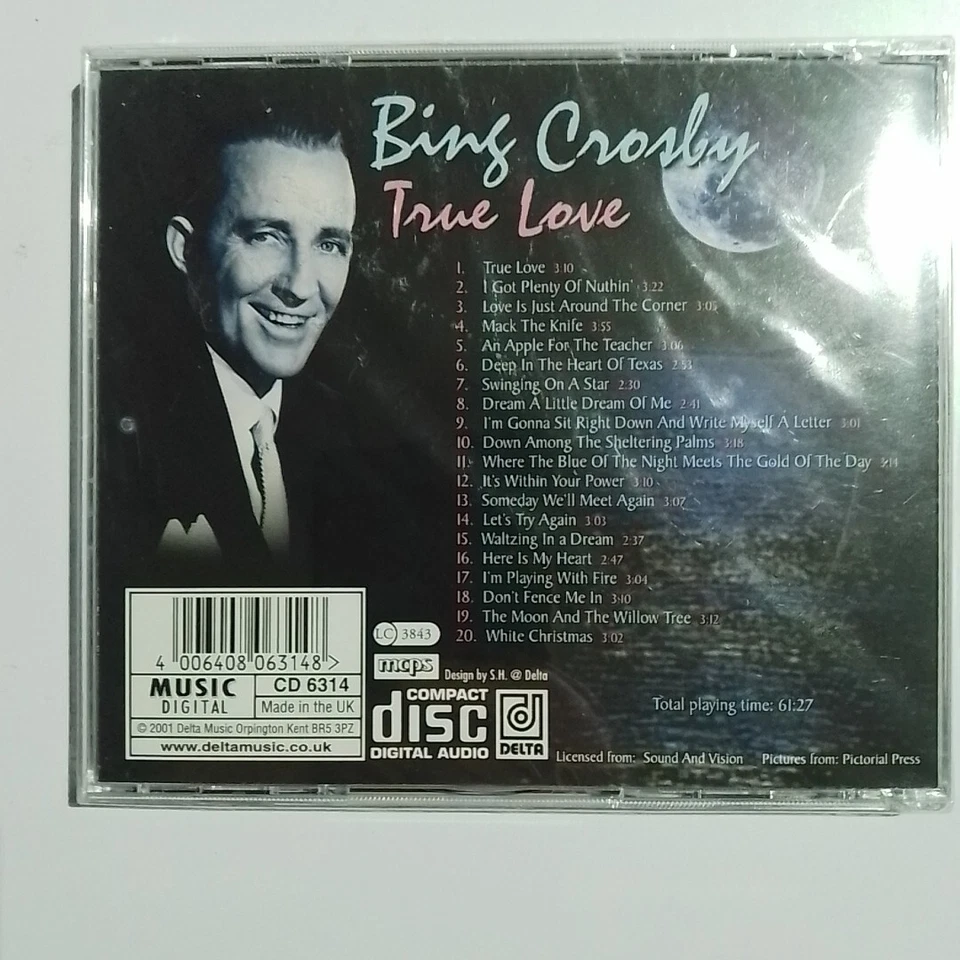 Bing Crosby
True Love
1. True Love 3:10
2. I Got Plenty Of Nuthin' 3:22
3. Love Is Just Around The Corner 3:05
4. Mack The Knife 3:55
5. An Apple For The Teacher 3:06
6. Deep In The Heart Of Texas 2:53
7. Swinging On A Star 2:30
8. Dream A Little Dream Of Me 2:41
9. I'm Gonna Sit Right Down And Write Myself A Letter 3:01
10. Down Among The Sheltering Palms 3:18
11. Where The Blue Of The Night Meets The Gold Of The Day
12. It's Within Your Power 3:10
13. Someday We'll Meet Again 3:07
14. Let's Try Again 3:03
15. Waltzing In a Dream 2:37
16. Here Is My Heart 2:47
17. I'm Playing With Fire 3:04
18. Don't Fence Me In 3:10
19. The Moon And The Willow Tree 3:12
20. White Christmas 3:02
4 006408 063148 >
MUSIC
DIGITAL
CD 6314
Made in the UK
© 2001 Delta Music Orpington Kent BR5 3PZ
www.deltamusic.co.uk
LC 3843
mcps
Design by S.H. @ Delta
COMPACT
disc
DIGITAL AUDIO
d
DELTA
Total playing time: 61:27
Licensed from: Sound And Vision Pictures from: Pictorial Press